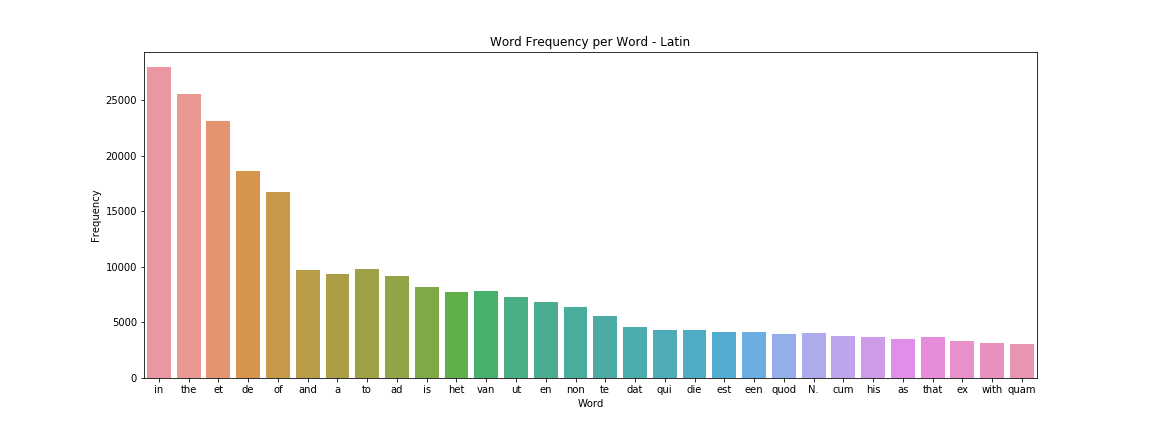 Word Frequency per Word - Latin
25000
20000
15000
10000
5000
0
Frequency
in the et de of and a to ad is het van ut en non te dat qui die est een quod N. cum his as that ex with quam
Word